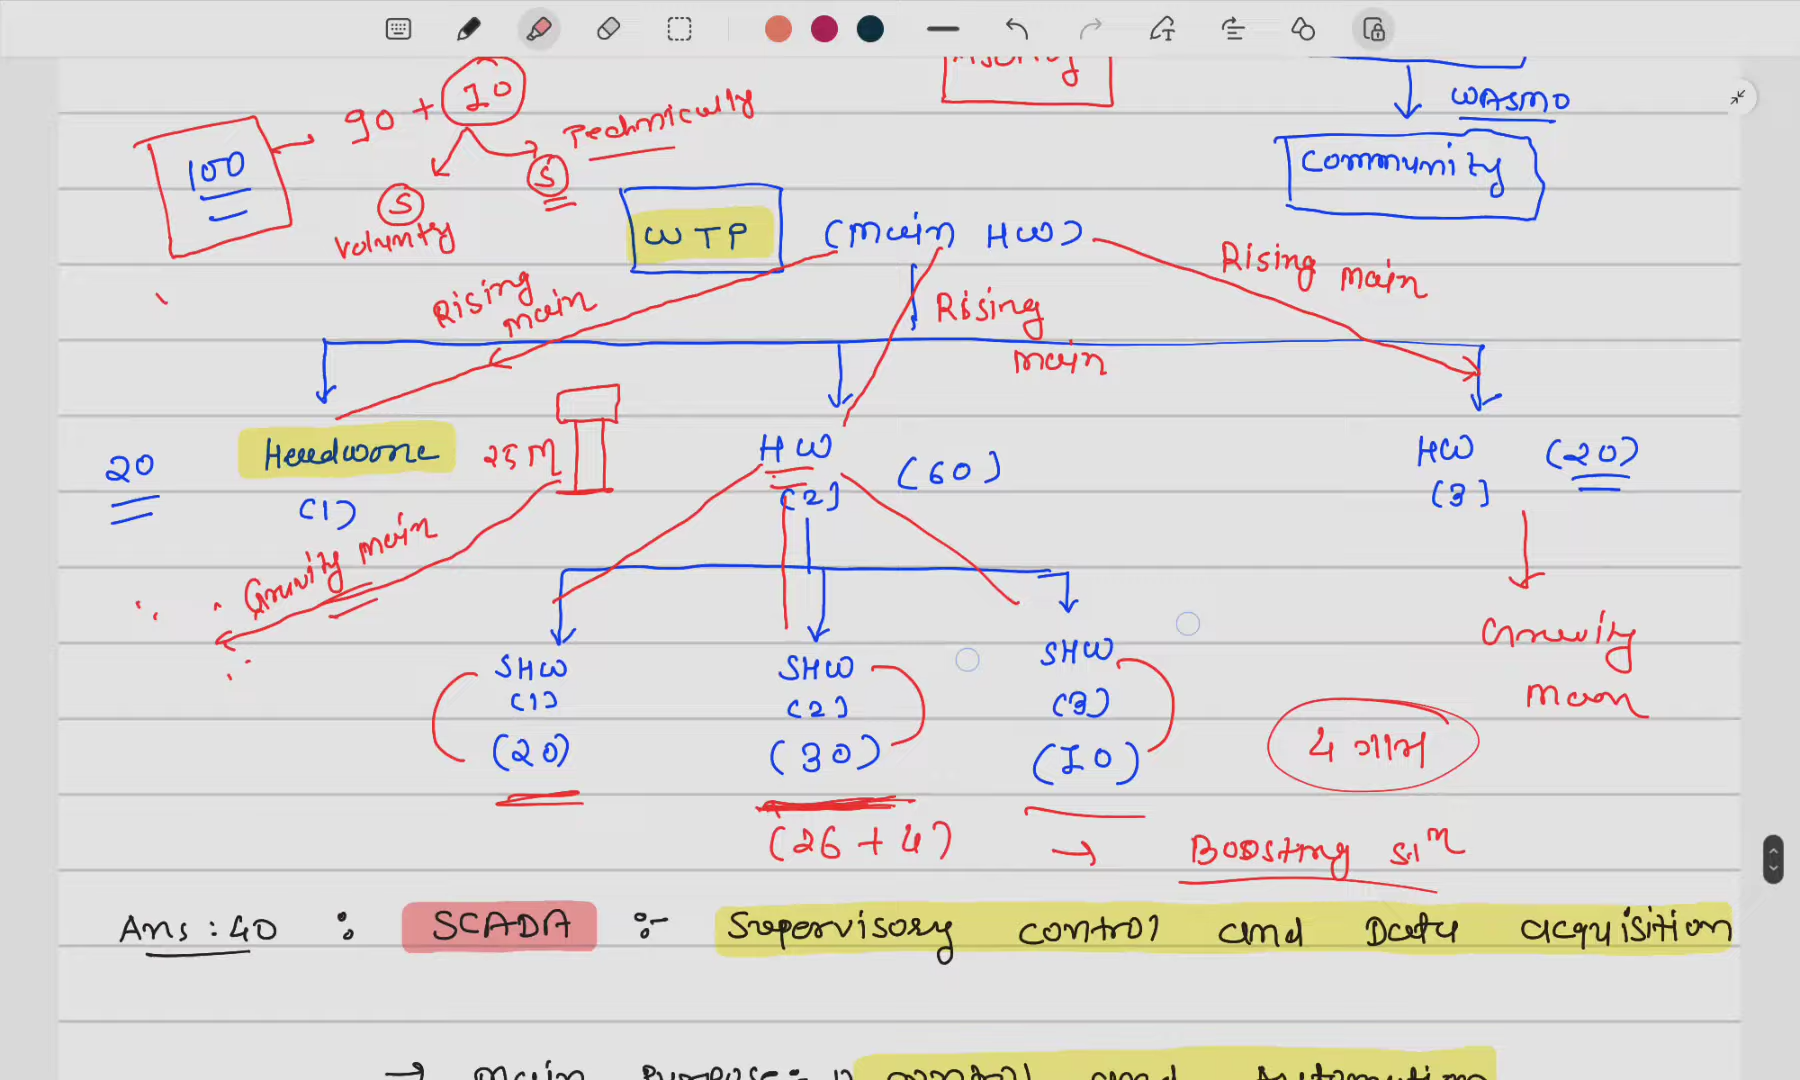 90 + 10
Technically
WASMO
100
Community
5
5
Volunty
WTP
(Main HW)
Rising main
Rising main
Rising main
20
Headwork
25 M
HW
(60)
HW
(20)
(1)
(2)
(3)
Gravity main
SHW
SHW
SHW
Gravity
(1)
(2)
(3)
main
(20)
(30)
(10)
4 ગામ
(26 + 4)
→ Boosting stn
Ans : 40 : SCADA :- Supervisory control and Data acquisition